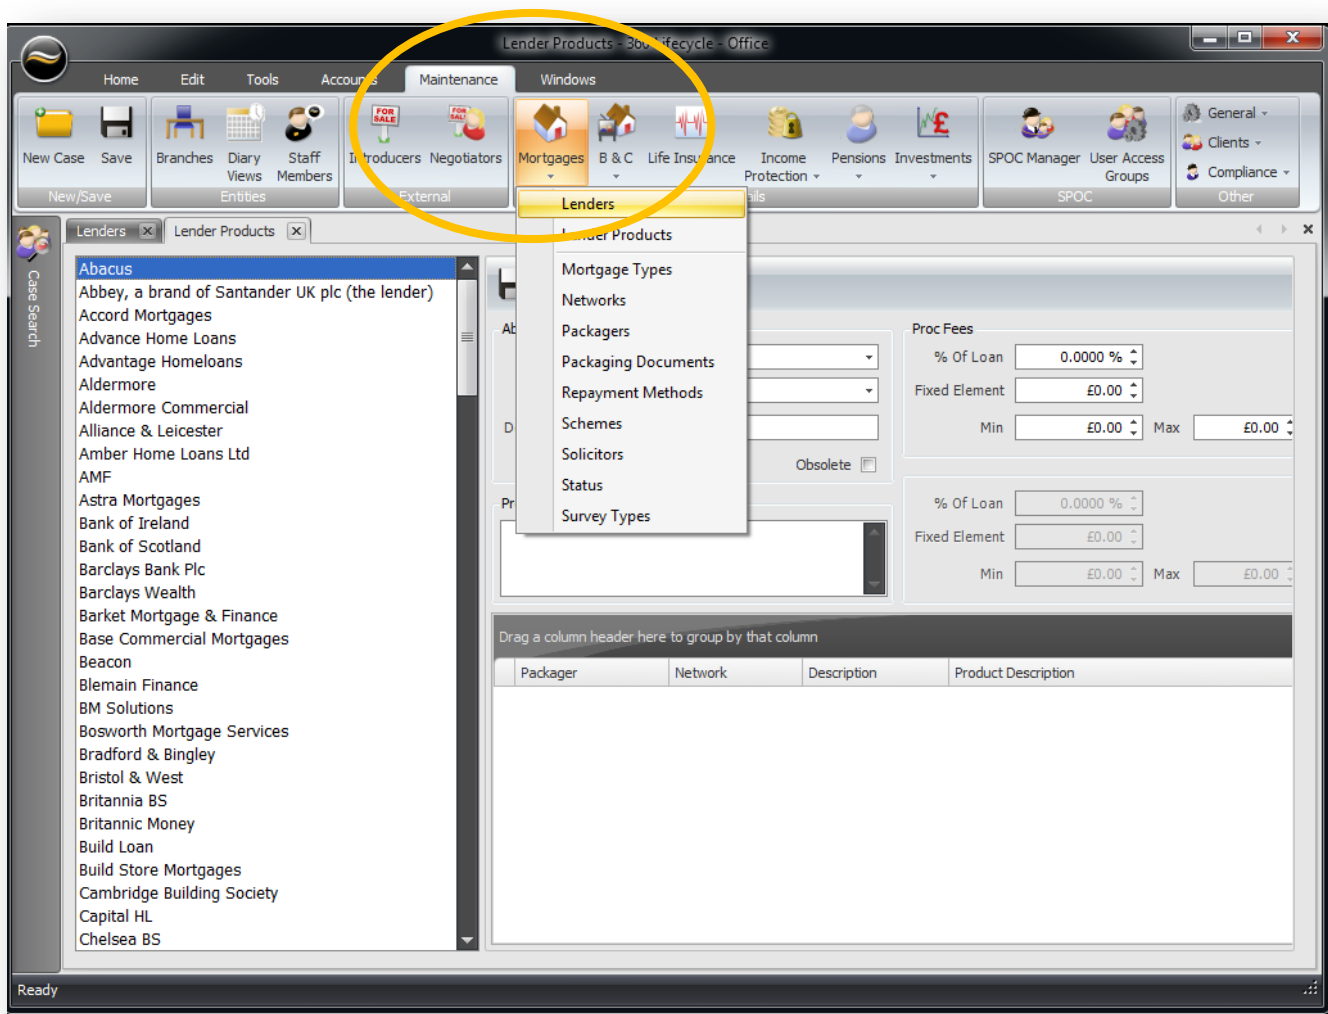 Lender Products - 360 Lifecycle - Office
Home Edit Tools Accounts Maintenance Windows
New Case Save Branches Diary Views Staff Members Introducers Negotiators Mortgages B & C Life Insurance Income Protection Pensions Investments SPOC Manager User Access Groups
General
Clients
Compliance
New/Save Entities External SPOC Other
Lenders Lender Products
Case Search
Lenders
Lender Products
Mortgage Types
Networks
Packagers
Packaging Documents
Repayment Methods
Schemes
Solicitors
Status
Survey Types
Abacus
Abbey, a brand of Santander UK plc (the lender)
Accord Mortgages
Advance Home Loans
Advantage Homeloans
Aldermore
Aldermore Commercial
Alliance & Leicester
Amber Home Loans Ltd
AMF
Astra Mortgages
Bank of Ireland
Bank of Scotland
Barclays Bank Plc
Barclays Wealth
Barket Mortgage & Finance
Base Commercial Mortgages
Beacon
Blemain Finance
BM Solutions
Bosworth Mortgage Services
Bradford & Bingley
Bristol & West
Britannia BS
Britannic Money
Build Loan
Build Store Mortgages
Cambridge Building Society
Capital HL
Chelsea BS
Obsolete
Proc Fees
% Of Loan 0.0000 %
Fixed Element £0.00
Min £0.00 Max £0.00
% Of Loan 0.0000 %
Fixed Element £0.00
Min £0.00 Max £0.00
Drag a column header here to group by that column
Packager Network Description Product Description
Ready